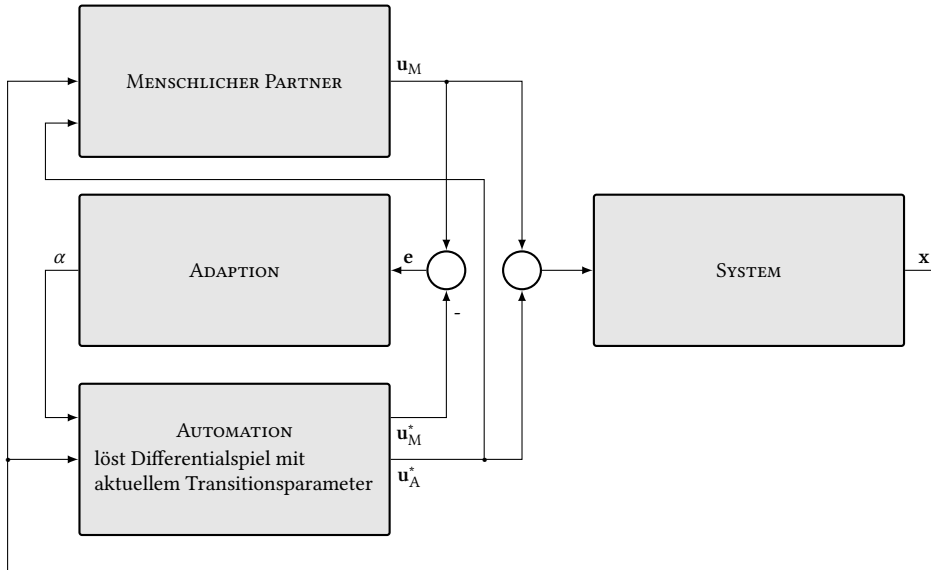 u_M
MENSCHLICHER PARTNER
α
ADAPTION
e
SYSTEM
x
-
AUTOMATION
löst Differentialspiel mit
aktuellem Transitionsparameter
u*_M
u*_A